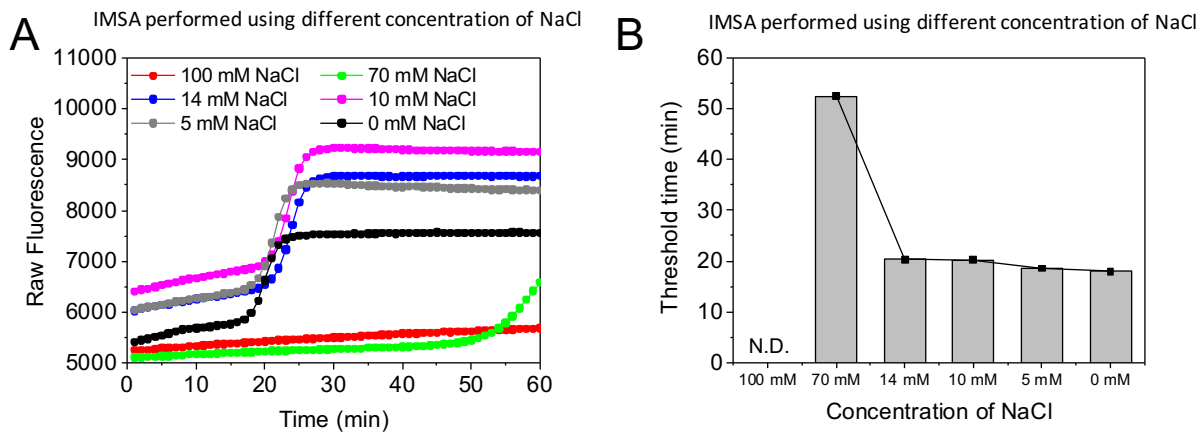 IMSA performed using different concentration of NaCl
A
11000
10000
9000
8000
7000
6000
5000
Raw Fluorescence
100 mM NaCl 70 mM NaCl
14 mM NaCl 10 mM NaCl
5 mM NaCl 0 mM NaCl
0 10 20 30 40 50 60
Time (min)
IMSA performed using different concentration of NaCl
B
60
50
40
30
20
10
0
Threshold time (min)
N.D.
100 mM 70 mM 14 mM 10 mM 5 mM 0 mM
Concentration of NaCl